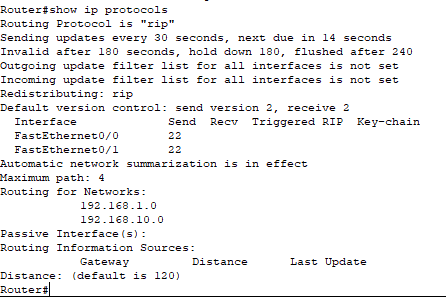 Router#show ip protocols
Routing Protocol is "rip"
Sending updates every 30 seconds, next due in 14 seconds
Invalid after 180 seconds, hold down 180, flushed after 240
Outgoing update filter list for all interfaces is not set
Incoming update filter list for all interfaces is not set
Redistributing: rip
Default version control: send version 2, receive 2
  Interface             Send  Recv  Triggered RIP  Key-chain
  FastEthernet0/0       22
  FastEthernet0/1       22
Automatic network summarization is in effect
Maximum path: 4
Routing for Networks:
            192.168.1.0
            192.168.10.0
Passive Interface(s):
Routing Information Sources:
            Gateway         Distance      Last Update
Distance: (default is 120)
Router#